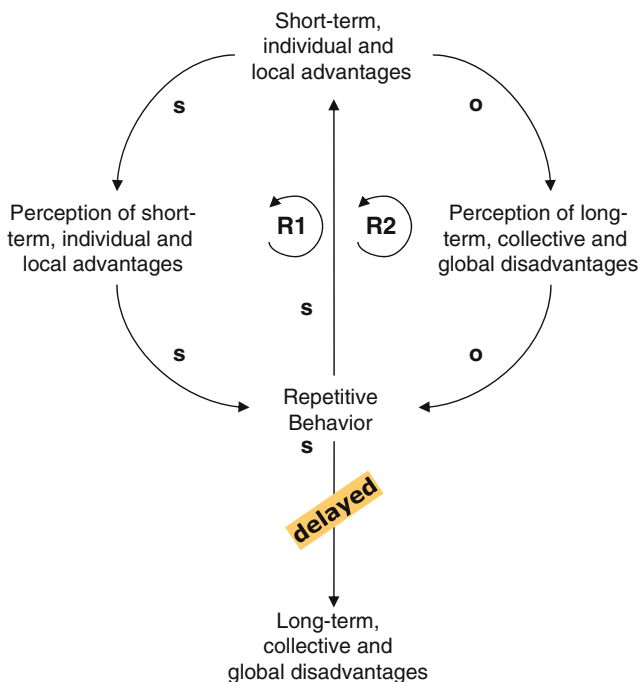 Short-term,
individual and
local advantages
s
o
Perception of short-
term, individual and
local advantages
R1
R2
Perception of long-
term, collective and
global disadvantages
s
s
o
Repetitive
Behavior
s
delayed
Long-term,
collective and
global disadvantages